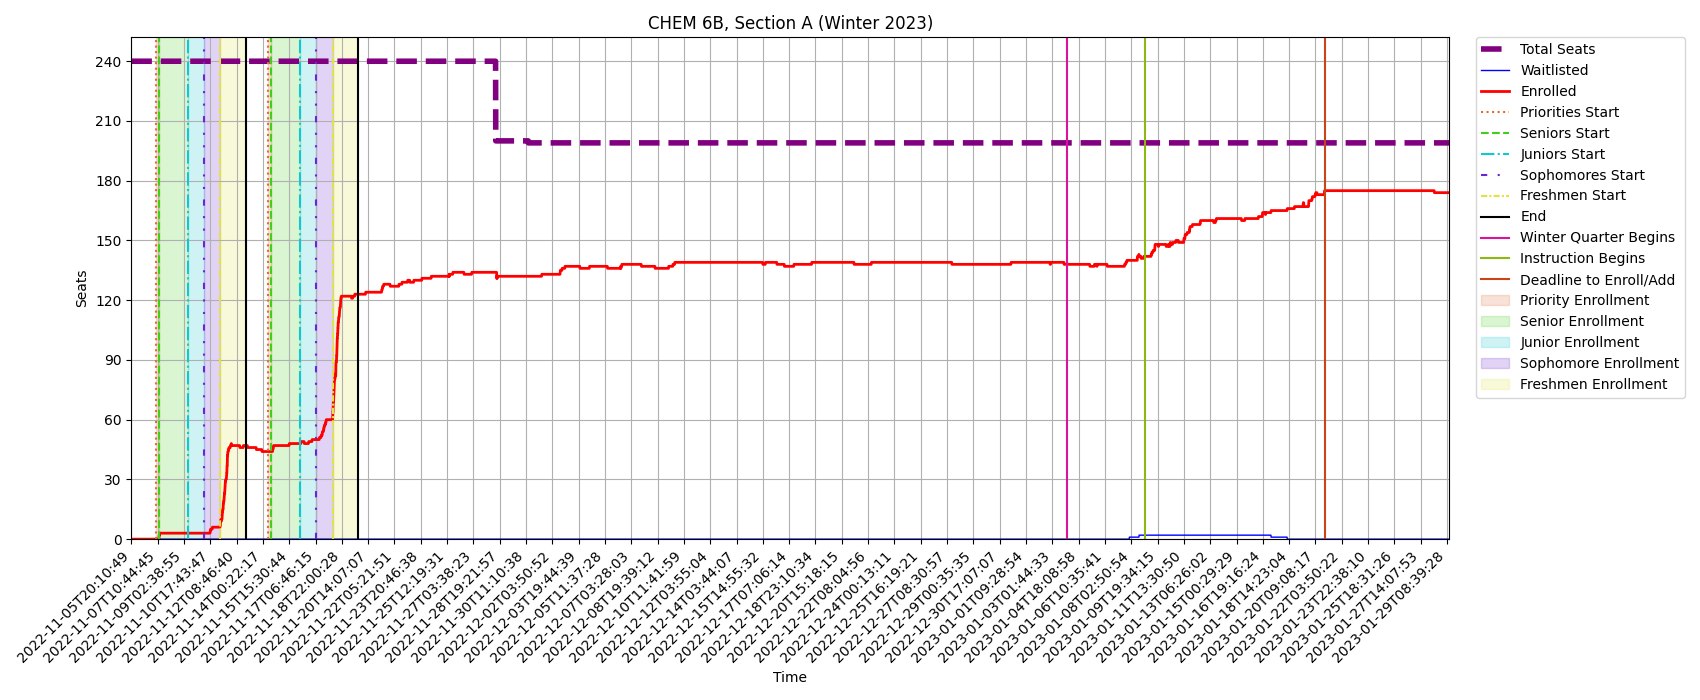 CHEM 6B, Section A (Winter 2023)
Seats
240
210
180
150
120
90
60
30
0
2022-11-05T20:10:49
2022-11-07T10:44:45
2022-11-09T02:38:55
2022-11-10T17:43:47
2022-11-12T08:46:40
2022-11-14T00:22:17
2022-11-15T15:30:44
2022-11-17T06:46:15
2022-11-18T22:00:28
2022-11-20T14:07:07
2022-11-22T05:21:51
2022-11-23T20:46:38
2022-11-25T12:19:31
2022-11-27T03:38:23
2022-11-28T19:21:57
2022-11-30T11:10:38
2022-12-02T03:50:52
2022-12-03T19:44:39
2022-12-05T11:37:28
2022-12-07T03:28:03
2022-12-08T19:39:12
2022-12-10T11:41:59
2022-12-12T03:55:04
2022-12-13T19:44:07
2022-12-15T14:55:32
2022-12-17T07:06:14
2022-12-18T23:10:34
2022-12-20T15:18:15
2022-12-22T08:04:56
2022-12-24T00:13:11
2022-12-25T16:19:21
2022-12-27T08:30:57
2022-12-29T00:35:35
2022-12-30T17:07:07
2023-01-01T09:28:54
2023-01-03T01:44:33
2023-01-04T18:08:58
2023-01-06T10:35:41
2023-01-08T02:50:54
2023-01-09T19:34:15
2023-01-11T11:30:50
2023-01-13T06:26:02
2023-01-15T00:29:29
2023-01-16T19:16:24
2023-01-18T14:23:04
2023-01-20T09:08:17
2023-01-22T03:50:22
2023-01-23T22:38:10
2023-01-25T18:31:26
2023-01-27T14:07:53
2023-01-29T08:39:28
Time
Total Seats
Waitlisted
Enrolled
Priorities Start
Seniors Start
Juniors Start
Sophomores Start
Freshmen Start
End
Winter Quarter Begins
Instruction Begins
Deadline to Enroll/Add
Priority Enrollment
Senior Enrollment
Junior Enrollment
Sophomore Enrollment
Freshmen Enrollment